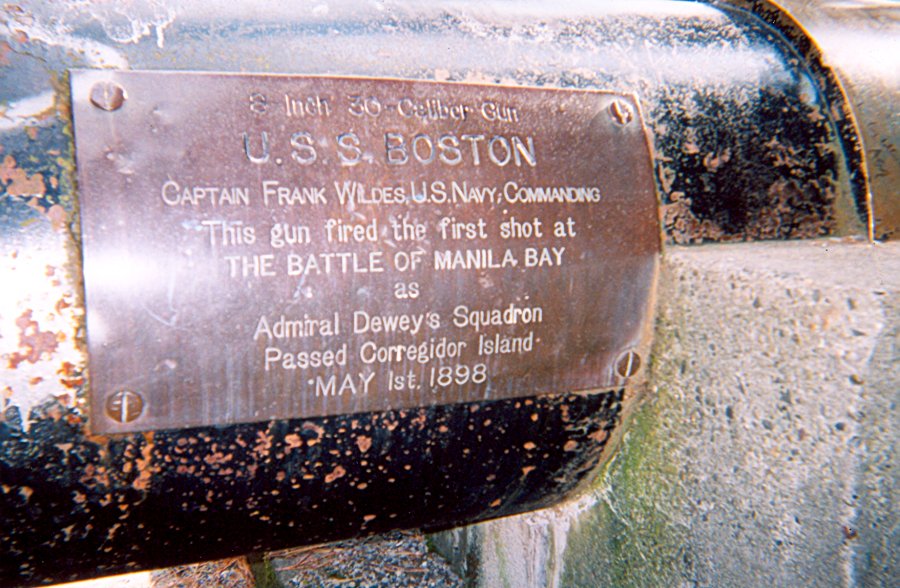 8 Inch 30 Caliber Gun
U.S.S. BOSTON
CAPTAIN FRANK WILDES, U.S. NAVY, COMMANDING
This gun fired the first shot at
THE BATTLE OF MANILA BAY
as
Admiral Dewey's Squadron
Passed Corregidor Island
MAY 1st. 1898